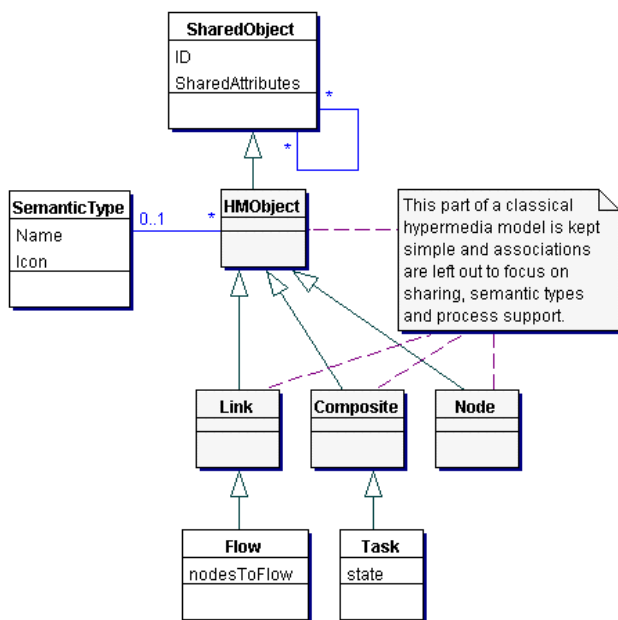 SharedObject
ID
SharedAttributes
*
*
SemanticType
Name
Icon
0..1
*
HMObject
This part of a classical
hypermedia model is kept
simple and associations
are left out to focus on
sharing, semantic types
and process support.
Link
Composite
Node
Flow
nodesToFlow
Task
state